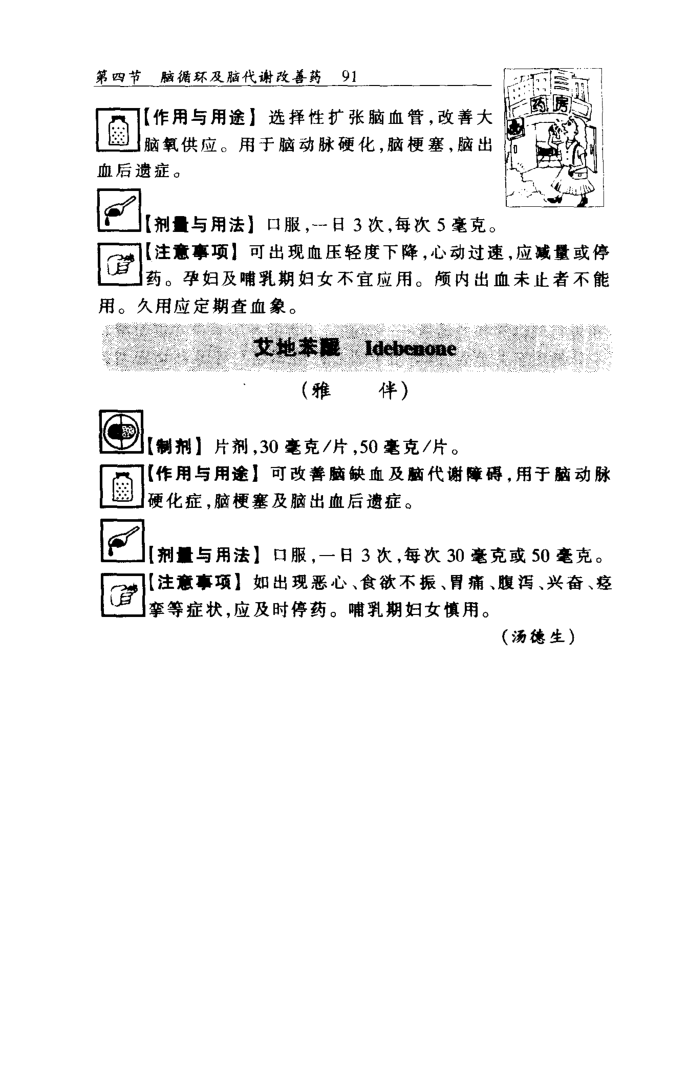 第四节 脑循环及脑代谢改善药 91
药房
【作用与用途】选择性扩张脑血管,改善大
脑氧供应。用于脑动脉硬化,脑梗塞,脑出
血后遗症。
【剂量与用法】口服,一日3次,每次5毫克。
【注意事项】可出现血压轻度下降,心动过速,应减量或停
药。孕妇及哺乳期妇女不宜应用。颅内出血未止者不能
用。久用应定期查血象。
艾地苯醌 Idebenone
(雅 伴)
【制剂】片剂,30毫克/片,50毫克/片。
【作用与用途】可改善脑缺血及脑代谢障碍,用于脑动脉
硬化症,脑梗塞及脑出血后遗症。
【剂量与用法】口服,一日3次,每次30毫克或50毫克。
【注意事项】如出现恶心、食欲不振、胃痛、腹泻、兴奋、痉
挛等症状,应及时停药。哺乳期妇女慎用。
(汤德生)